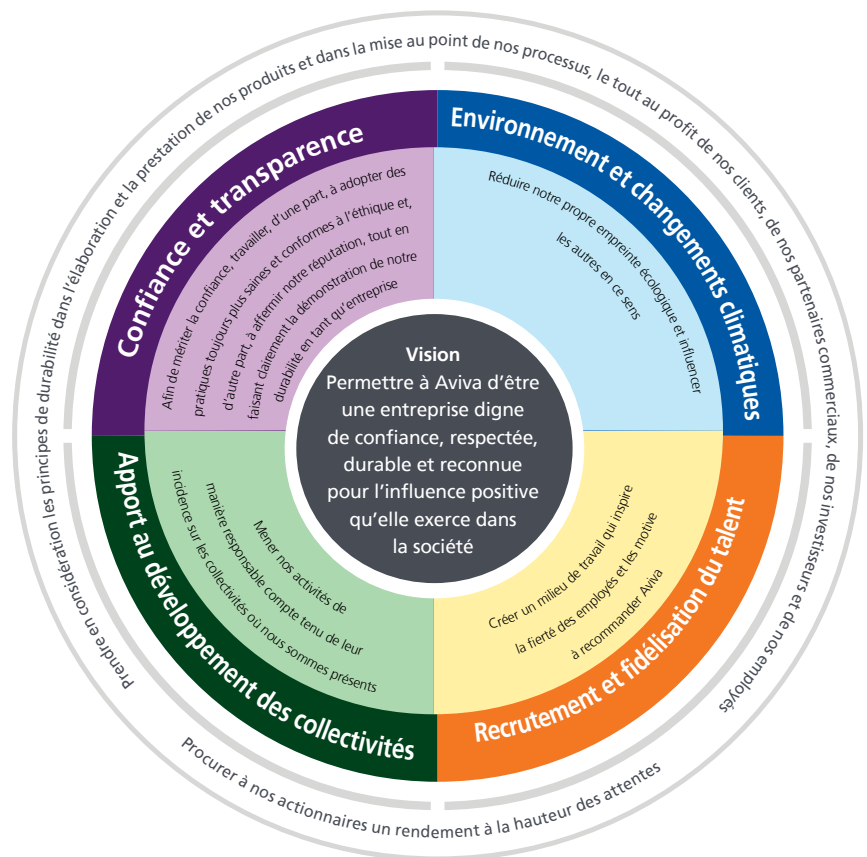 Prendre en considération les principes de durabilité dans l'élaboration et la prestation de nos produits et dans la mise au point de nos processus, le tout au profit de nos clients, de nos partenaires commerciaux, de nos investisseurs et de nos employés
Confiance et transparence
Afin de mériter la confiance, travailler, d'une part, à adopter des
pratiques toujours plus saines et conformes à l'éthique et,
d'autre part, à affermir notre réputation, tout en
faisant clairement la démonstration de notre
durabilité en tant qu'entreprise
Environnement et changements climatiques
Réduire notre propre empreinte écologique et influencer
les autres en ce sens
Vision
Permettre à Aviva d'être
une entreprise digne
de confiance, respectée,
durable et reconnue
pour l'influence positive
qu'elle exerce dans
la société
Apport au développement des collectivités
Mener nos activités de
manière responsable compte tenu de leur
incidence sur les collectivités où nous sommes présents
Recrutement et fidélisation du talent
Créer un milieu de travail qui inspire
la fierté des employés et les motive
à recommander Aviva
Procurer à nos actionnaires un rendement à la hauteur des attentes